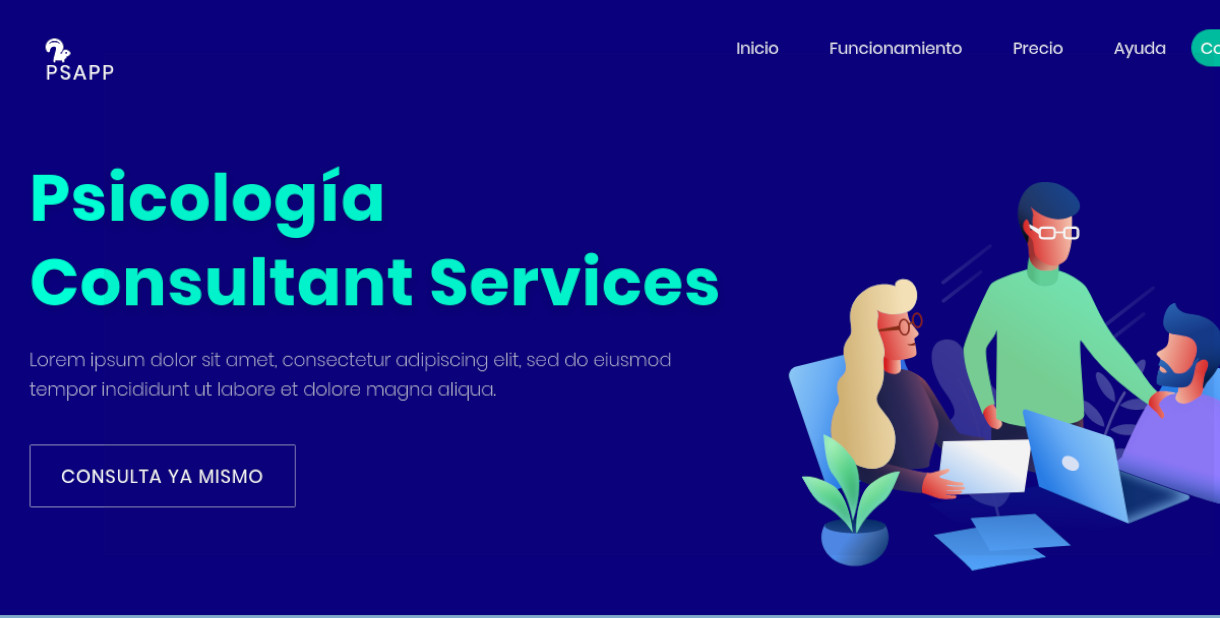 PSAPP
Inicio Funcionamiento Precio Ayuda
Psicología
Consultant Services
Lorem ipsum dolor sit amet, consectetur adipiscing elit, sed do eiusmod
tempor incididunt ut labore et dolore magna aliqua.
CONSULTA YA MISMO